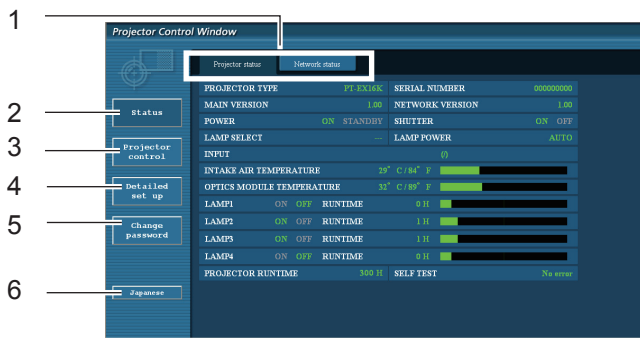 1
Projector Control Window
Projector status Network status
PROJECTOR TYPE PT-EX16K SERIAL NUMBER 000000000
2 Status MAIN VERSION 1.00 NETWORK VERSION 1.00
POWER ON STANDBY SHUTTER ON OFF
LAMP SELECT --- LAMP POWER AUTO
3 Projector control
INPUT (/)
INTAKE AIR TEMPERATURE 29° C / 84° F
4 Detailed set up
OPTICS MODULE TEMPERATURE 32° C / 89° F
LAMP1 ON OFF RUNTIME 0 H
5 Change password
LAMP2 ON OFF RUNTIME 1 H
LAMP3 ON OFF RUNTIME 1 H
LAMP4 ON OFF RUNTIME 0 H
PROJECTOR RUNTIME 300 H SELF TEST No error
6 Japanese